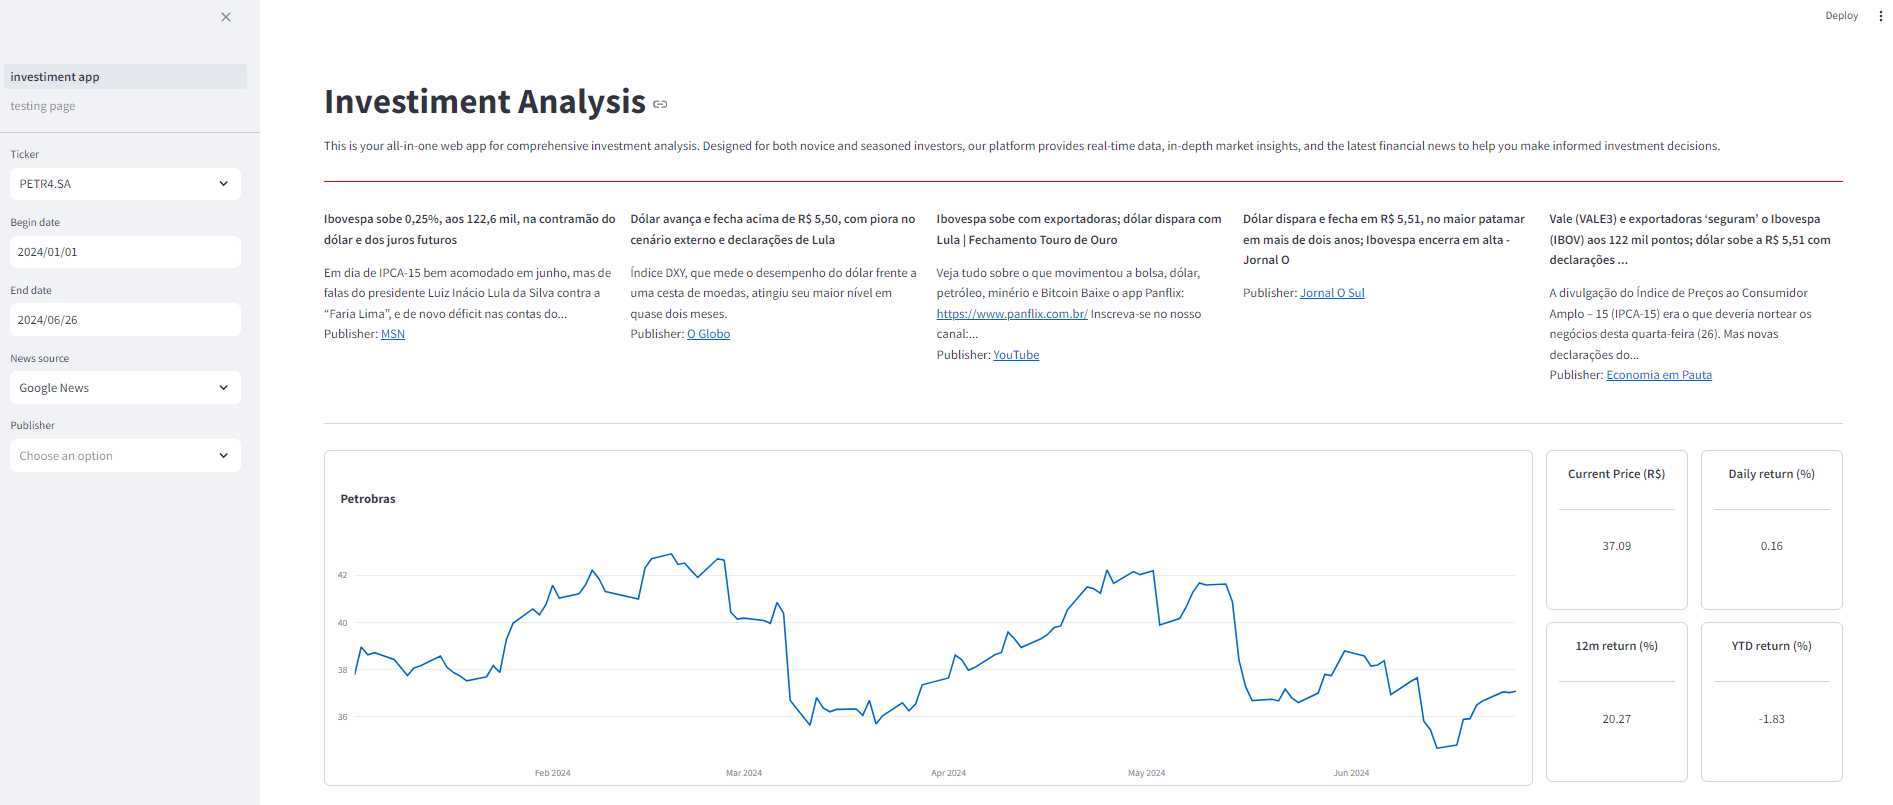 Deploy
investiment app
testing page
Ticker
PETR4.SA
Begin date
2024/01/01
End date
2024/06/26
News source
Google News
Publisher
Choose an option
Investiment Analysis
This is your all-in-one web app for comprehensive investment analysis. Designed for both novice and seasoned investors, our platform provides real-time data, in-depth market insights, and the latest financial news to help you make informed investment decisions.
Ibovespa sobe 0,25%, aos 122,6 mil, na contramão do
dólar e dos juros futuros
Em dia de IPCA-15 bem acomodado em junho, mas de
falas do presidente Luiz Inácio Lula da Silva contra a
“Faria Lima”, e de novo déficit nas contas do...
Publisher: MSN
Dólar avança e fecha acima de R$ 5,50, com piora no
cenário externo e declarações de Lula
Índice DXY, que mede o desempenho do dólar frente a
uma cesta de moedas, atingiu seu maior nível em
quase dois meses.
Publisher: O Globo
Ibovespa sobe com exportadoras; dólar dispara com
Lula | Fechamento Touro de Ouro
Veja tudo sobre o que movimentou a bolsa, dólar,
petróleo, minério e Bitcoin Baixe o app Panflix:
https://www.panflix.com.br/ Inscreva-se no nosso
canal:...
Publisher: YouTube
Dólar dispara e fecha em R$ 5,51, no maior patamar
em mais de dois anos; Ibovespa encerra em alta -
Jornal O
Publisher: Jornal O Sul
Vale (VALE3) e exportadoras ‘seguram’ o Ibovespa
(IBOV) aos 122 mil pontos; dólar sobe a R$ 5,51 com
declarações ...
A divulgação do Índice de Preços ao Consumidor
Amplo – 15 (IPCA-15) era o que deveria nortear os
negócios desta quarta-feira (26). Mas novas
declarações do...
Publisher: Economia em Pauta
Petrobras
42
40
38
36
Feb 2024
Mar 2024
Apr 2024
May 2024
Jun 2024
Current Price (R$)
37.09
Daily return (%)
0.16
12m return (%)
20.27
YTD return (%)
-1.83